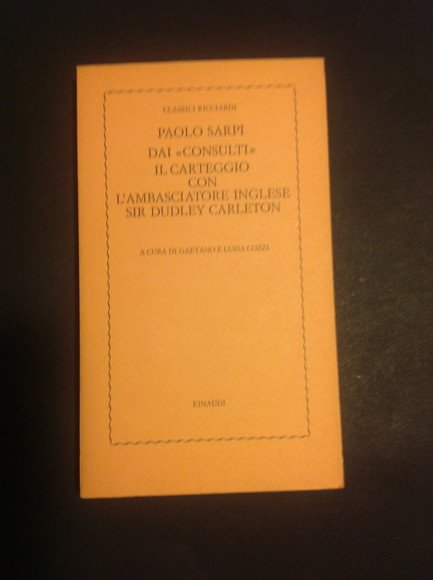 CLASSICI RICCIARDI
PAOLO SARPI
DAI «CONSULTI»
IL CARTEGGIO
CON
L'AMBASCIATORE INGLESE
SIR DUDLEY CARLETON
A CURA DI GAETANO E LUISA COZZI
EINAUDI